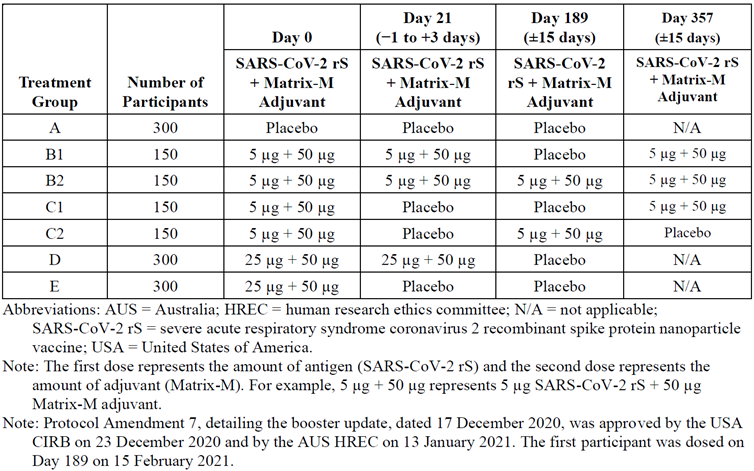 Treatment Group | Number of Participants | Day 0 | Day 21 (−1 to +3 days) | Day 189 (±15 days) | Day 357 (±15 days)
SARS-CoV-2 rS + Matrix-M Adjuvant | SARS-CoV-2 rS + Matrix-M Adjuvant | SARS-CoV-2 rS + Matrix-M Adjuvant | SARS-CoV-2 rS + Matrix-M Adjuvant
A | 300 | Placebo | Placebo | Placebo | N/A
B1 | 150 | 5 µg + 50 µg | 5 µg + 50 µg | Placebo | 5 µg + 50 µg
B2 | 150 | 5 µg + 50 µg | 5 µg + 50 µg | 5 µg + 50 µg | 5 µg + 50 µg
C1 | 150 | 5 µg + 50 µg | Placebo | Placebo | 5 µg + 50 µg
C2 | 150 | 5 µg + 50 µg | Placebo | 5 µg + 50 µg | Placebo
D | 300 | 25 µg + 50 µg | 25 µg + 50 µg | Placebo | N/A
E | 300 | 25 µg + 50 µg | Placebo | Placebo | N/A
Abbreviations: AUS = Australia; HREC = human research ethics committee; N/A = not applicable;
SARS-CoV-2 rS = severe acute respiratory syndrome coronavirus 2 recombinant spike protein nanoparticle
vaccine; USA = United States of America.
Note: The first dose represents the amount of antigen (SARS-CoV-2 rS) and the second dose represents the
amount of adjuvant (Matrix-M). For example, 5 µg + 50 µg represents 5 µg SARS-CoV-2 rS + 50 µg
Matrix-M adjuvant.
Note: Protocol Amendment 7, detailing the booster update, dated 17 December 2020, was approved by the USA
CIRB on 23 December 2020 and by the AUS HREC on 13 January 2021. The first participant was dosed on
Day 189 on 15 February 2021.